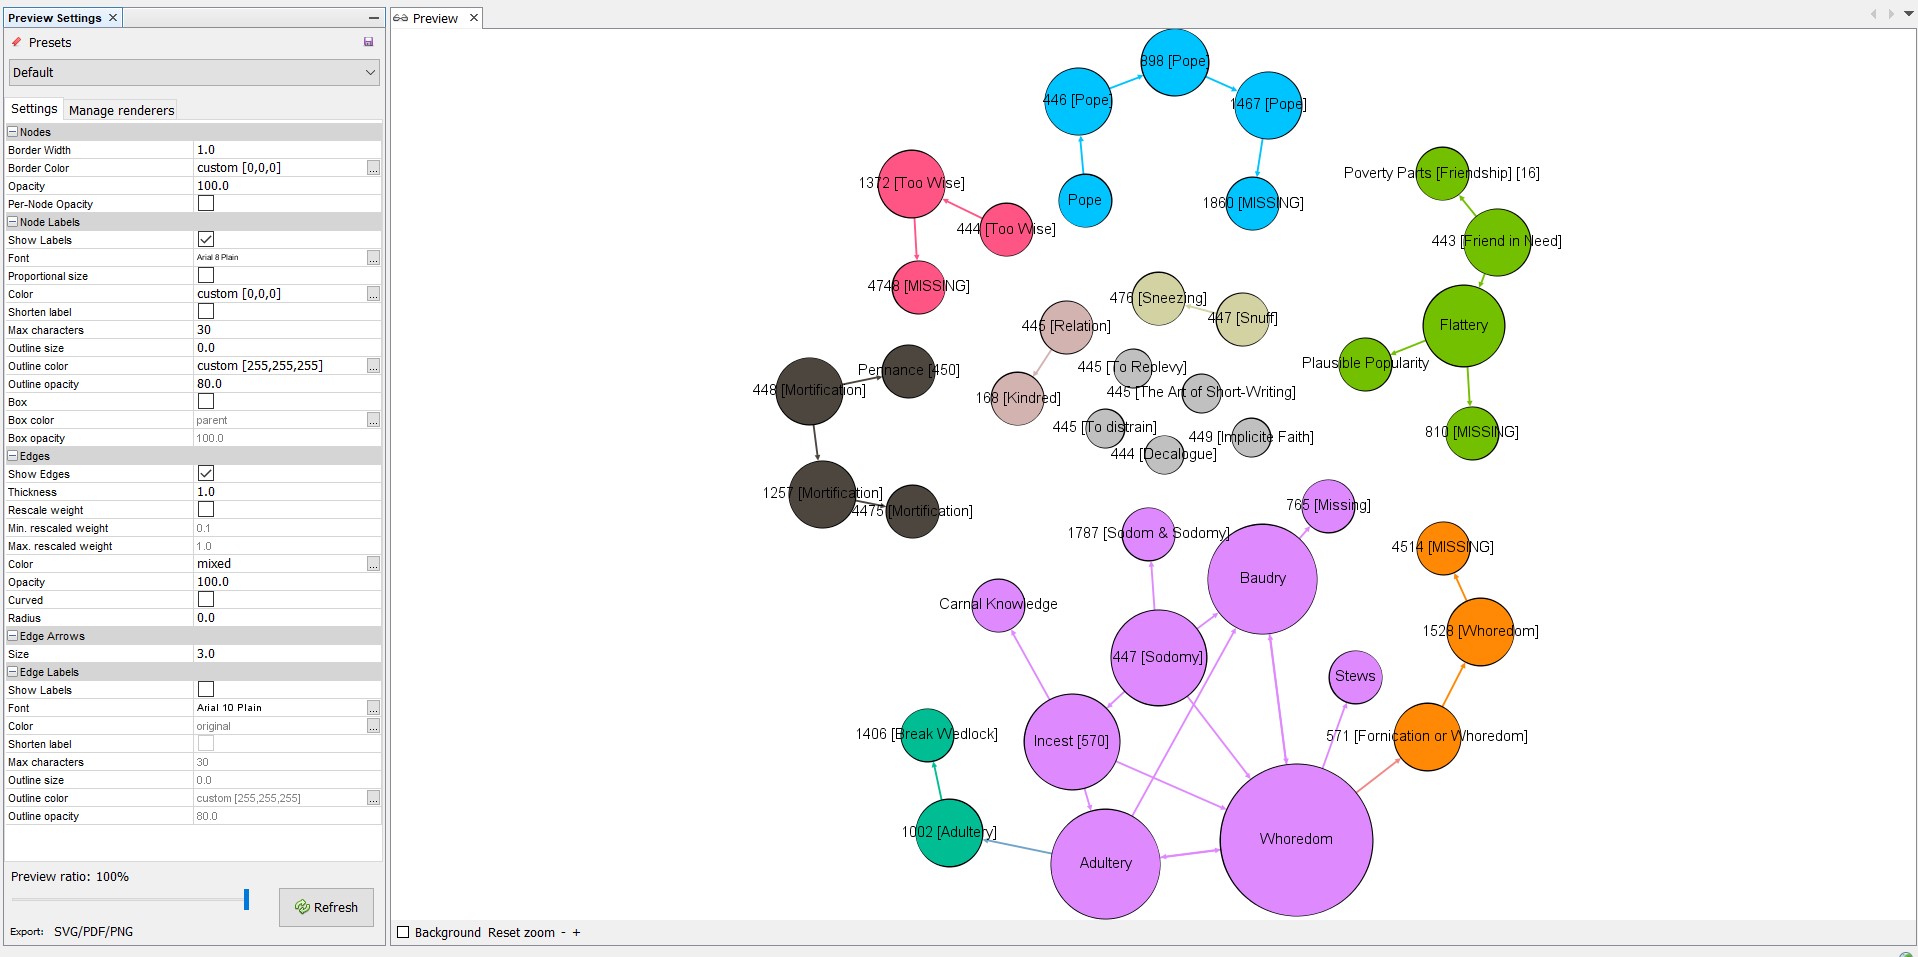 Preview Settings
Presets
Default
Settings Manage renderers
Nodes
Border Width 1.0
Border Color custom [0,0,0] ...
Opacity 100.0
Per-Node Opacity
Node Labels
Show Labels
Font Arial 8 Plain ...
Proportional size
Color custom [0,0,0] ...
Shorten label
Max characters 30
Outline size 0.0
Outline color custom [255,255,255] ...
Outline opacity 80.0
Box
Box color parent ...
Box opacity 100.0
Edges
Show Edges
Thickness 1.0
Rescale weight
Min. rescaled weight 0.1
Max. rescaled weight 1.0
Color mixed ...
Opacity 100.0
Curved
Radius 0.0
Edge Arrows
Size 3.0
Edge Labels
Show Labels
Font Arial 10 Plain ...
Color original ...
Shorten label
Max characters 30
Outline size 0.0
Outline color custom [255,255,255] ...
Outline opacity 80.0
Preview ratio: 100%
Refresh
Export: SVG/PDF/PNG
Preview
898 [Pope]
446 [Pope]
1467 [Pope]
Pope
1860 [MISSING]
1372 [Too Wise]
444 [Too Wise]
4748 [MISSING]
Poverty Parts [Friendship] [16]
443 [Friend in Need]
Flattery
Plausible Popularity
810 [MISSING]
476 [Sneezing]
447 [Snuff]
445 [Relation]
168 [Kindred]
445 [To Replevy]
445 [The Art of Short-Writing]
445 [To distrain]
449 [Implicite Faith]
444 [Decalogue]
Pennance [450]
448 [Mortification]
1257 [Mortification]
4475 [Mortification]
765 [Missing]
1787 [Sodom & Sodomy]
Baudry
4514 [MISSING]
Carnal Knowledge
1528 [Whoredom]
447 [Sodomy]
Stews
1406 [Break Wedlock]
Incest [570]
571 [Fornication or Whoredom]
1002 [Adultery]
Whoredom
Adultery
Background Reset zoom - +